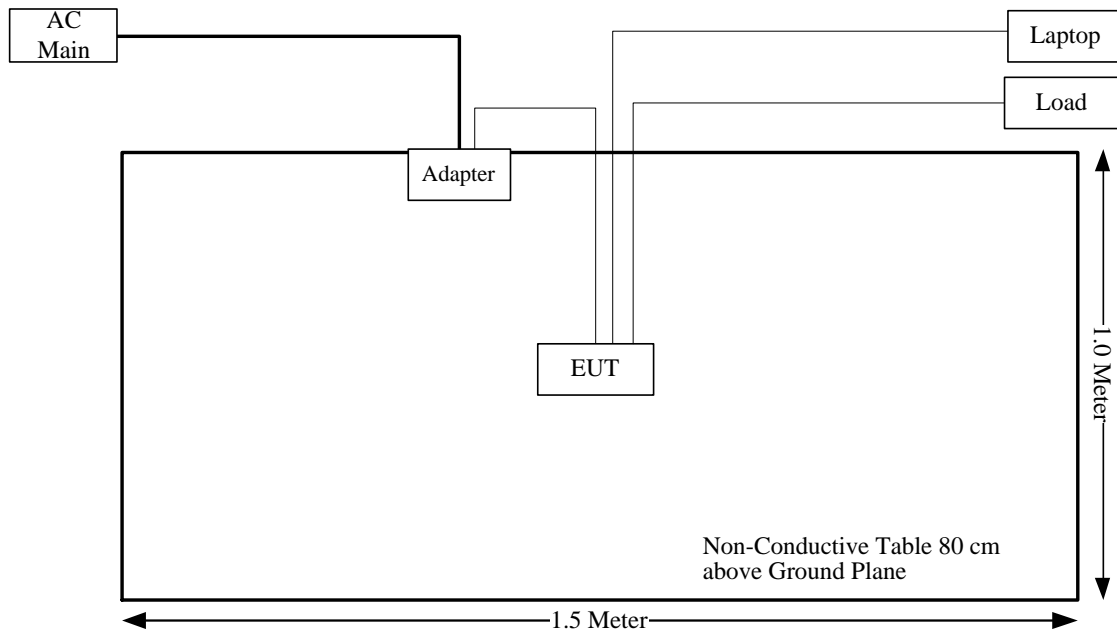 AC
Main
Laptop
Load
Adapter
EUT
1.0 Meter
Non-Conductive Table 80 cm
above Ground Plane
1.5 Meter